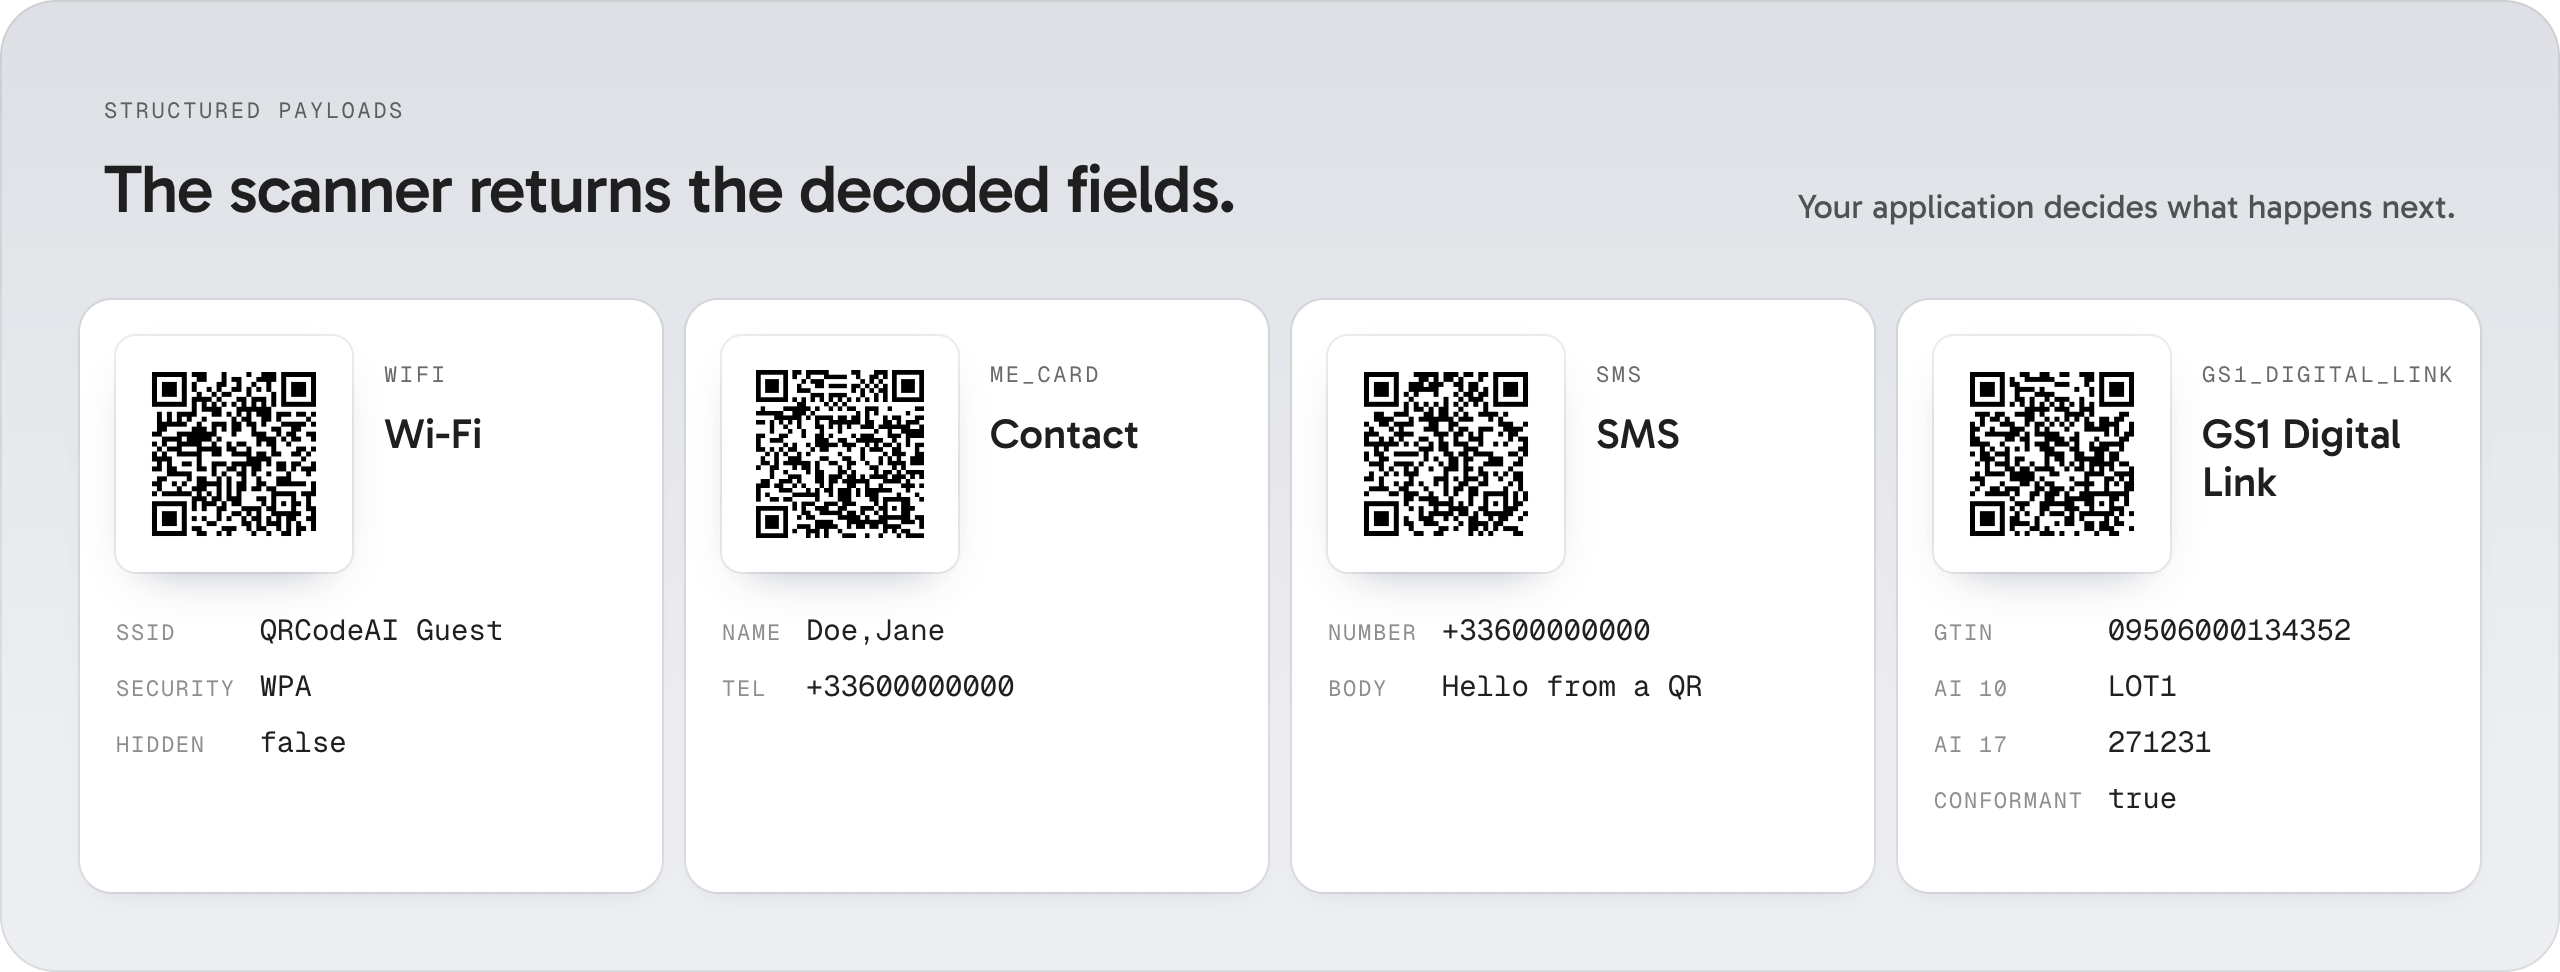 STRUCTURED PAYLOADS
The scanner returns the decoded fields.
Your application decides what happens next.
WIFI
Wi-Fi
SSID QRCodeAI Guest
SECURITY WPA
HIDDEN false
ME_CARD
Contact
NAME Doe,Jane
TEL +33600000000
SMS
SMS
NUMBER +33600000000
BODY Hello from a QR
GS1_DIGITAL_LINK
GS1 Digital
Link
GTIN 09506000134352
AI 10 LOT1
AI 17 271231
CONFORMANT true